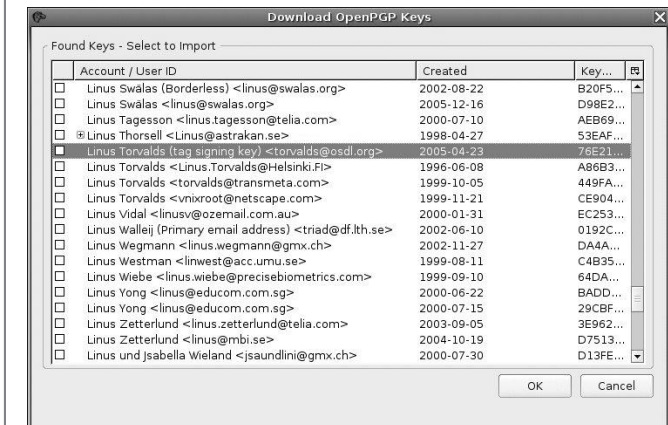 Download OpenPGP Keys
Found Keys - Select to Import
Account / User ID Created Key...
Linus Swälas (Borderless) <linus@swalas.org> 2002-08-22 B20F5...
Linus Swälas <linus@swalas.org> 2005-12-16 D98E2...
Linus Tagesson <linus.tagesson@telia.com> 2000-07-10 AEB69...
Linus Thorsell <Linus@astrakan.se> 1998-04-27 53EAF...
Linus Torvalds (tag signing key) <torvalds@osdl.org> 2005-04-23 76E21...
Linus Torvalds <Linus.Torvalds@Helsinki.FI> 1996-06-08 A86B3...
Linus Torvalds <torvalds@transmeta.com> 1999-10-05 449FA...
Linus Torvalds <vnixroot@netscape.com> 1999-11-21 CE904...
Linus Vidal <linusv@ozemail.com.au> 2000-01-31 EC253...
Linus Walleij (Primary email address) <triad@df.lth.se> 2002-06-10 0192C...
Linus Wegmann <linus.wegmann@gmx.ch> 2002-11-27 DA4A...
Linus Westman <linwest@acc.umu.se> 1999-08-11 C4B35...
Linus Wiebe <linus.wiebe@precisebiometrics.com> 1999-09-10 64DA...
Linus Yong <linus@educom.com.sg> 2000-06-22 BADD...
Linus Yong <linus@educom.com.sg> 2000-07-15 29CBF...
Linus Zetterlund <linus.zetterlund@telia.com> 2003-09-05 3E962...
Linus Zetterlund <linus@mbi.se> 2004-10-19 D7513...
Linus und Jsabella Wieland <jsaundlini@gmx.ch> 2000-07-30 D13FE...
OK Cancel